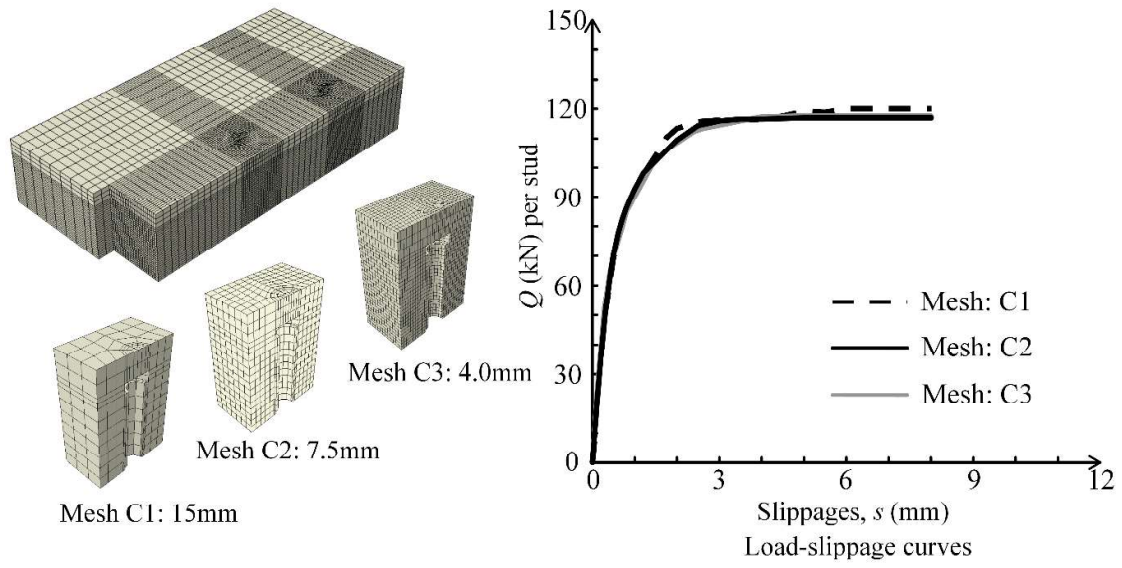 Mesh C3: 4.0mm
Mesh C2: 7.5mm
Mesh C1: 15mm
150
120
90
60
30
0
Q (kN) per stud
Mesh: C1
Mesh: C2
Mesh: C3
0
3
6
9
12
Slippages, s (mm)
Load-slippage curves